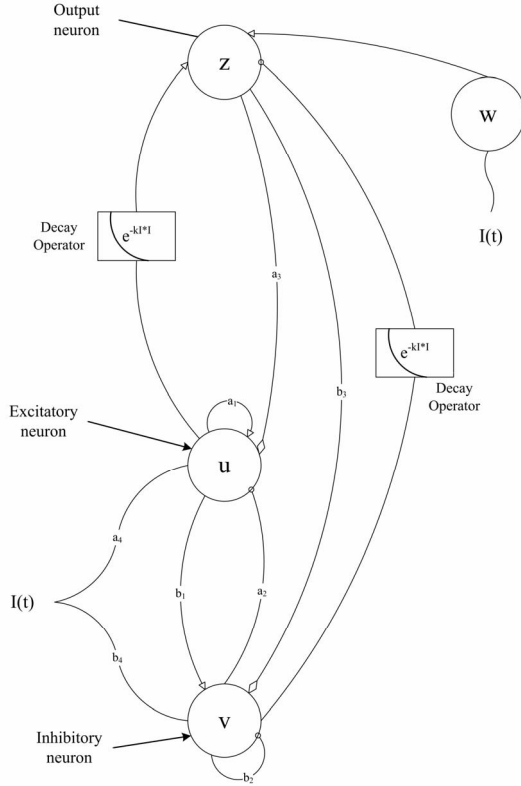 Output
neuron
z
w
I(t)
Decay
Operator
e^-kI*I
a₃
e^-kI*I
Decay
Operator
b₃
a₁
Excitatory
neuron
u
a₄
I(t)
b₁
a₂
b₄
v
Inhibitory
neuron
b₂